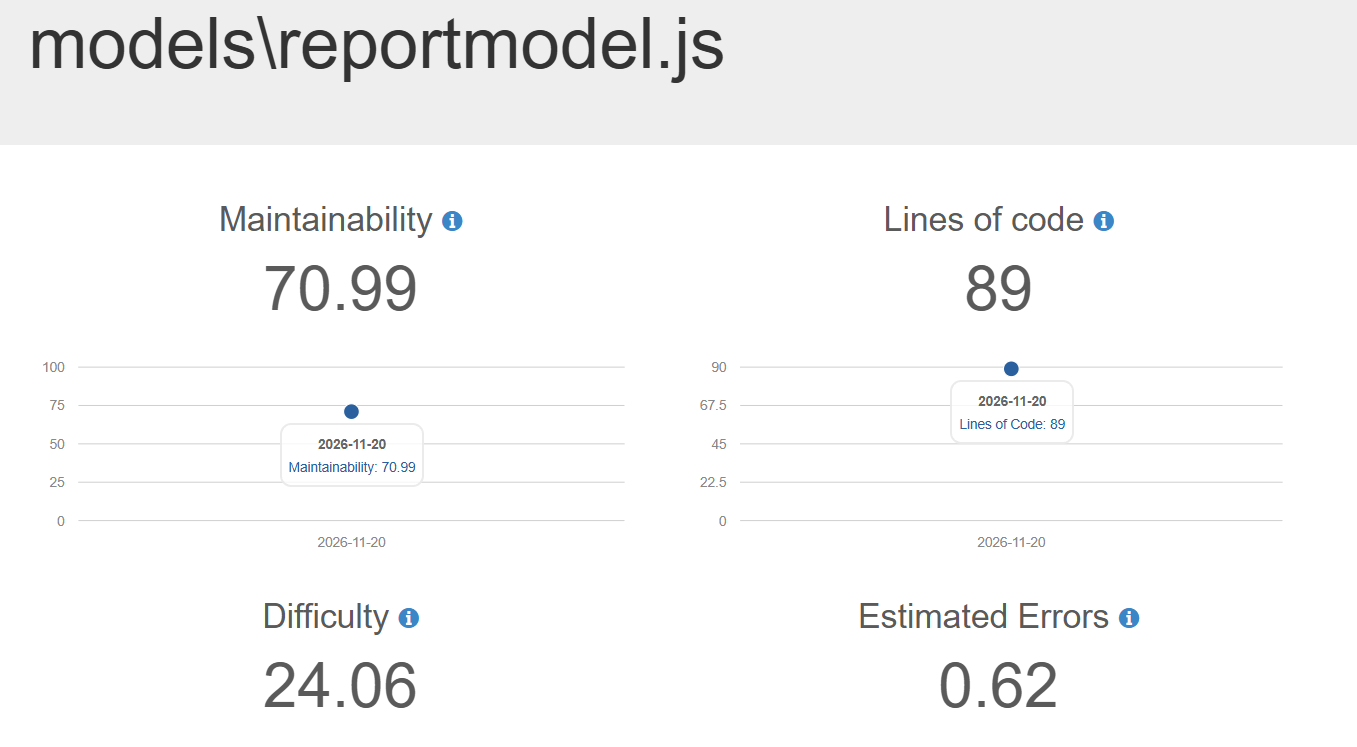 models\reportmodel.js
Maintainability
70.99
100
75
50
25
0
2026-11-20
Maintainability: 70.99
2026-11-20
Lines of code
89
90
67.5
45
22.5
0
2026-11-20
Lines of Code: 89
2026-11-20
Difficulty
24.06
Estimated Errors
0.62